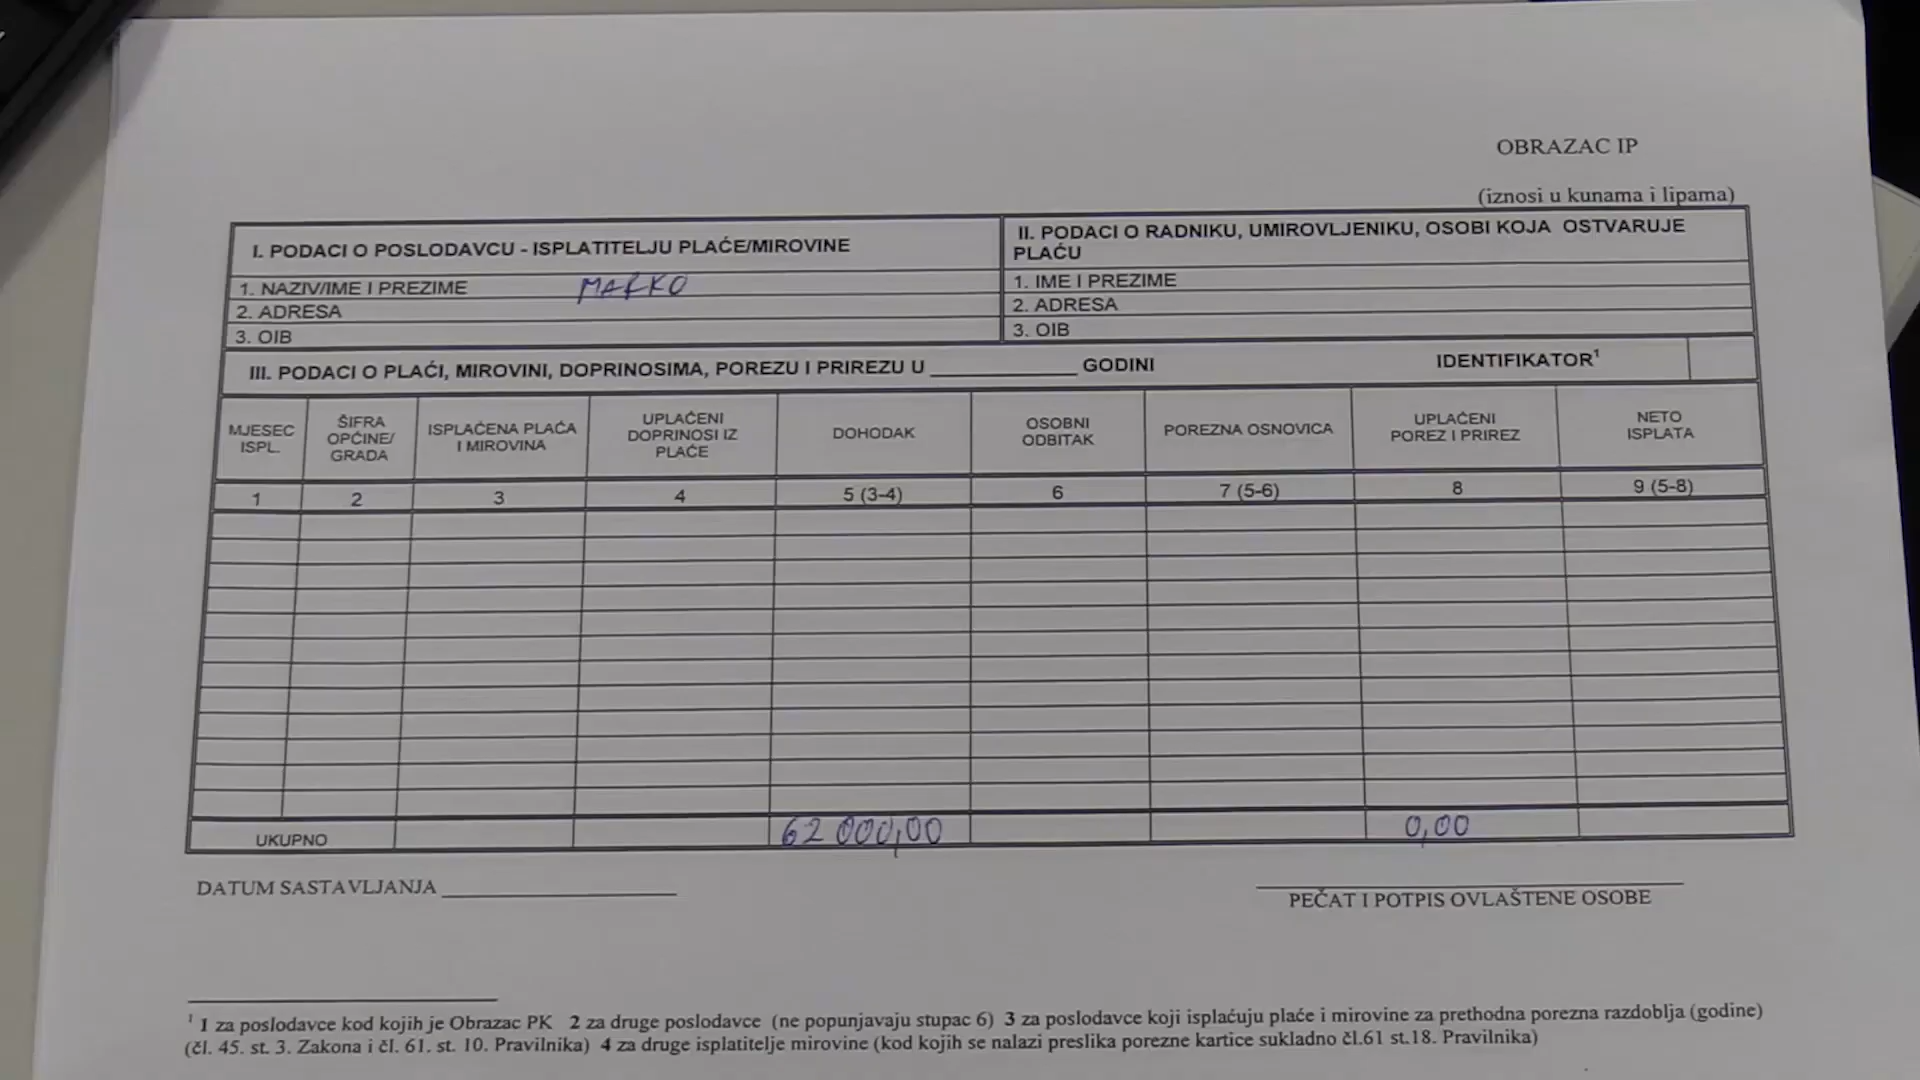 OBRAZAC IP
(iznosi u kunama i lipama)
I. PODACI O POSLODAVCU - ISPLATITELJU PLAĆE/MIROVINE
1. NAZIV/IME I PREZIME MARKO
2. ADRESA
3. OIB
II. PODACI O RADNIKU, UMIROVLJENIKU, OSOBI KOJA OSTVARUJE
PLAĆU
1. IME I PREZIME
2. ADRESA
3. OIB
III. PODACI O PLAĆI, MIROVINI, DOPRINOSIMA, POREZU I PRIREZU U ____________ GODINI IDENTIFIKATOR¹
MJESEC
ISPL.
ŠIFRA
OPĆINE/
GRADA
ISPLAĆENA PLAĆA
I MIROVINA
UPLAĆENI
DOPRINOSI IZ
PLAĆE
DOHODAK
OSOBNI
ODBITAK
POREZNA OSNOVICA
UPLAĆENI
POREZ I PRIREZ
NETO
ISPLATA
1 2 3 4 5 (3-4) 6 7 (5-6) 8 9 (5-8)
UKUPNO 62 000,00 0,00
DATUM SASTAVLJANJA ____________________
PEČAT I POTPIS OVLAŠTENE OSOBE
¹ 1 za poslodavce kod kojih je Obrazac PK 2 za druge poslodavce (ne popunjavaju stupac 6) 3 za poslodavce koji isplaćuju plaće i mirovine za prethodna porezna razdoblja (godine)
(čl. 45. st. 3. Zakona i čl. 61. st. 10. Pravilnika) 4 za druge isplatitelje mirovine (kod kojih se nalazi preslika porezne kartice sukladno čl.61 st.18. Pravilnika)